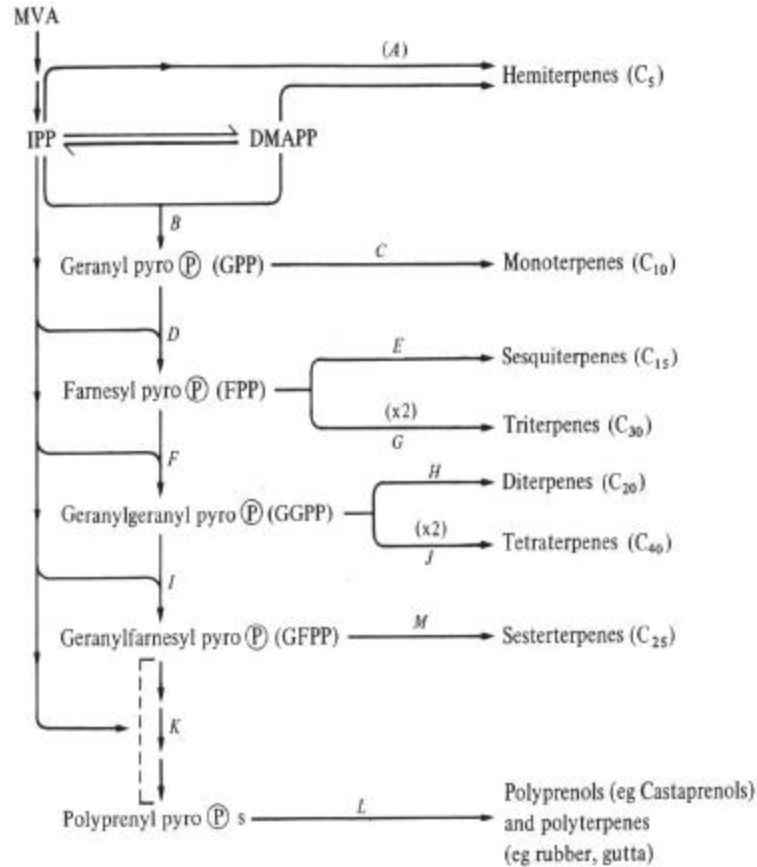 MVA
(A)
Hemiterpenes (C₅)
IPP
DMAPP
B
Geranyl pyro Ⓟ (GPP)
C
Monoterpenes (C₁₀)
D
E
Sesquiterpenes (C₁₅)
Farnesyl pyro Ⓟ (FPP)
(x2)
G
Triterpenes (C₃₀)
F
H
Diterpenes (C₂₀)
Geranylgeranyl pyro Ⓟ (GGPP)
(x2)
J
Tetraterpenes (C₄₀)
I
Geranylfarnesyl pyro Ⓟ (GFPP)
M
Sesterterpenes (C₂₅)
K
Polyprenyl pyro Ⓟ s
L
Polyprenols (eg Castaprenols)
and polyterpenes
(eg rubber, gutta)